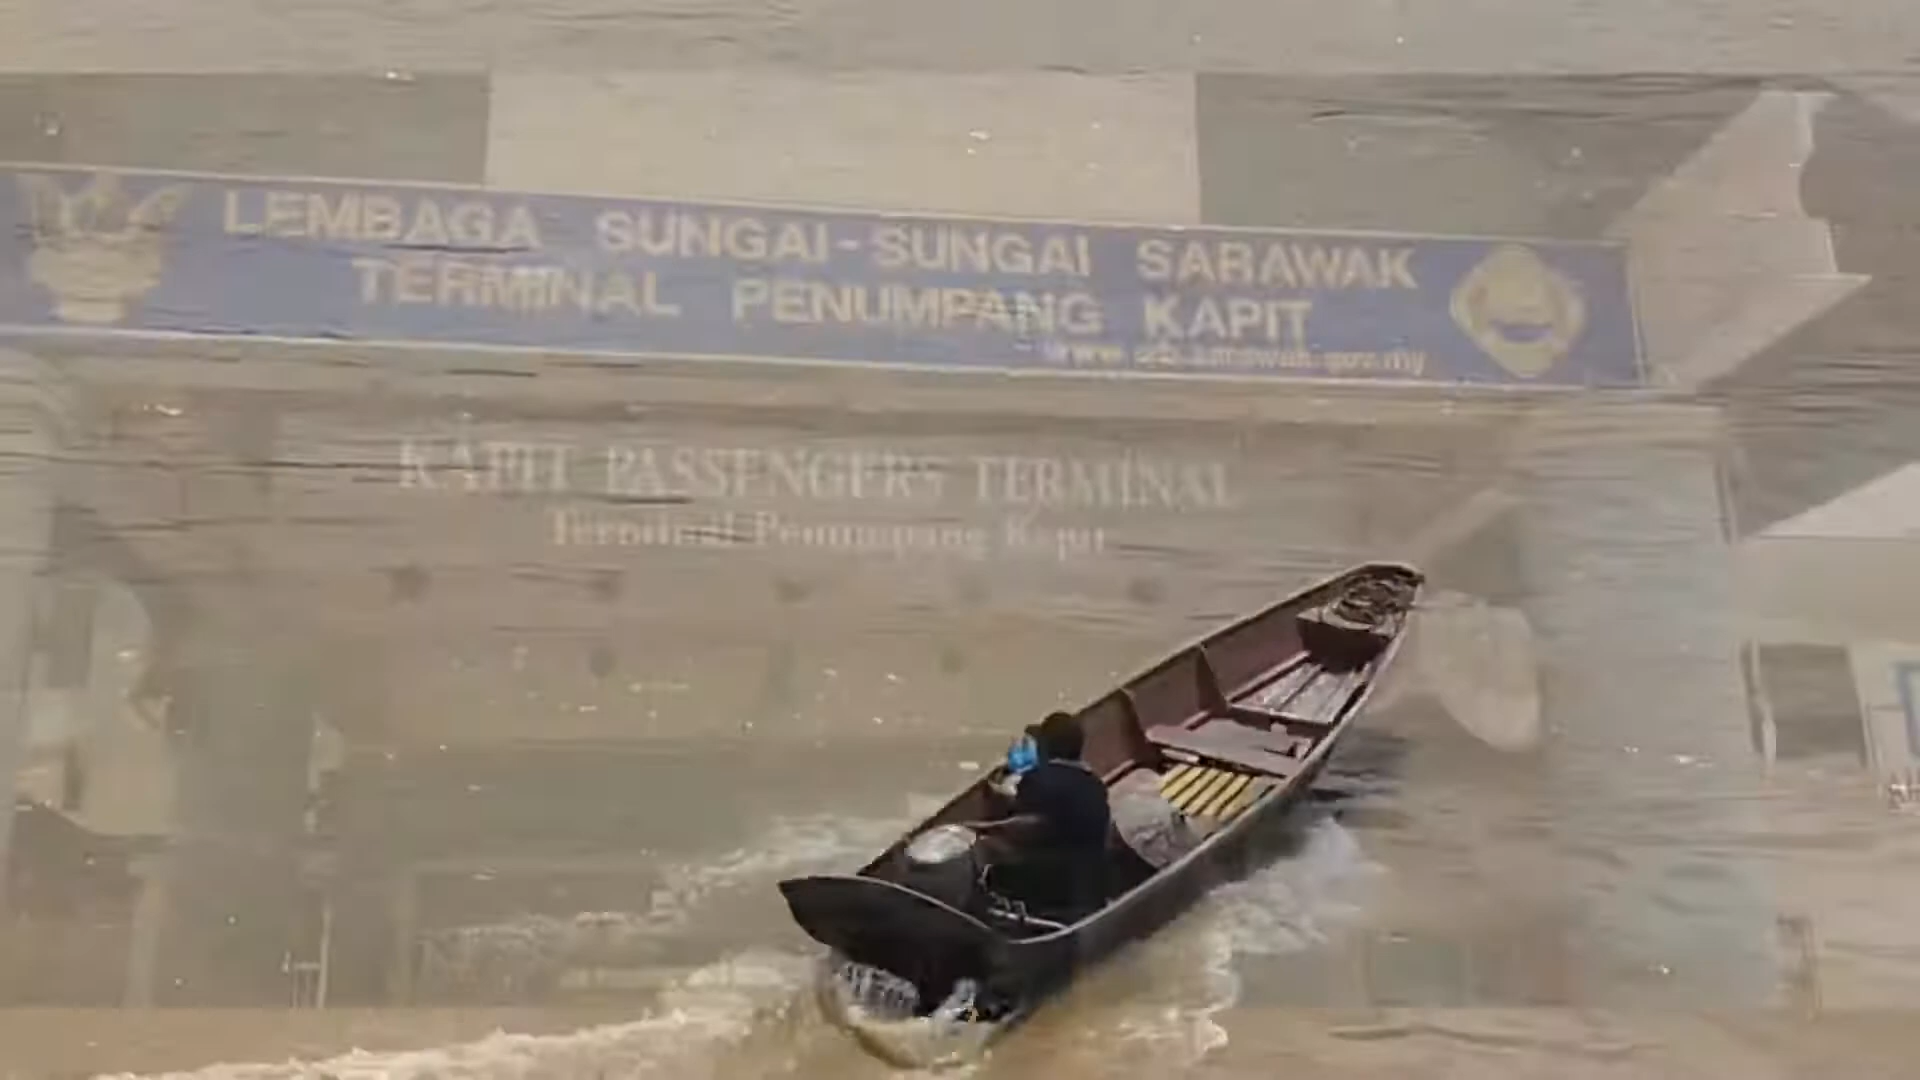 LEMBAGA SUNGAI-SUNGAI SARAWAK
TERMINAL PENUMPANG KAPIT
KAPIT PASSENGERS TERMINAL
Terminal Penumpang Kapit